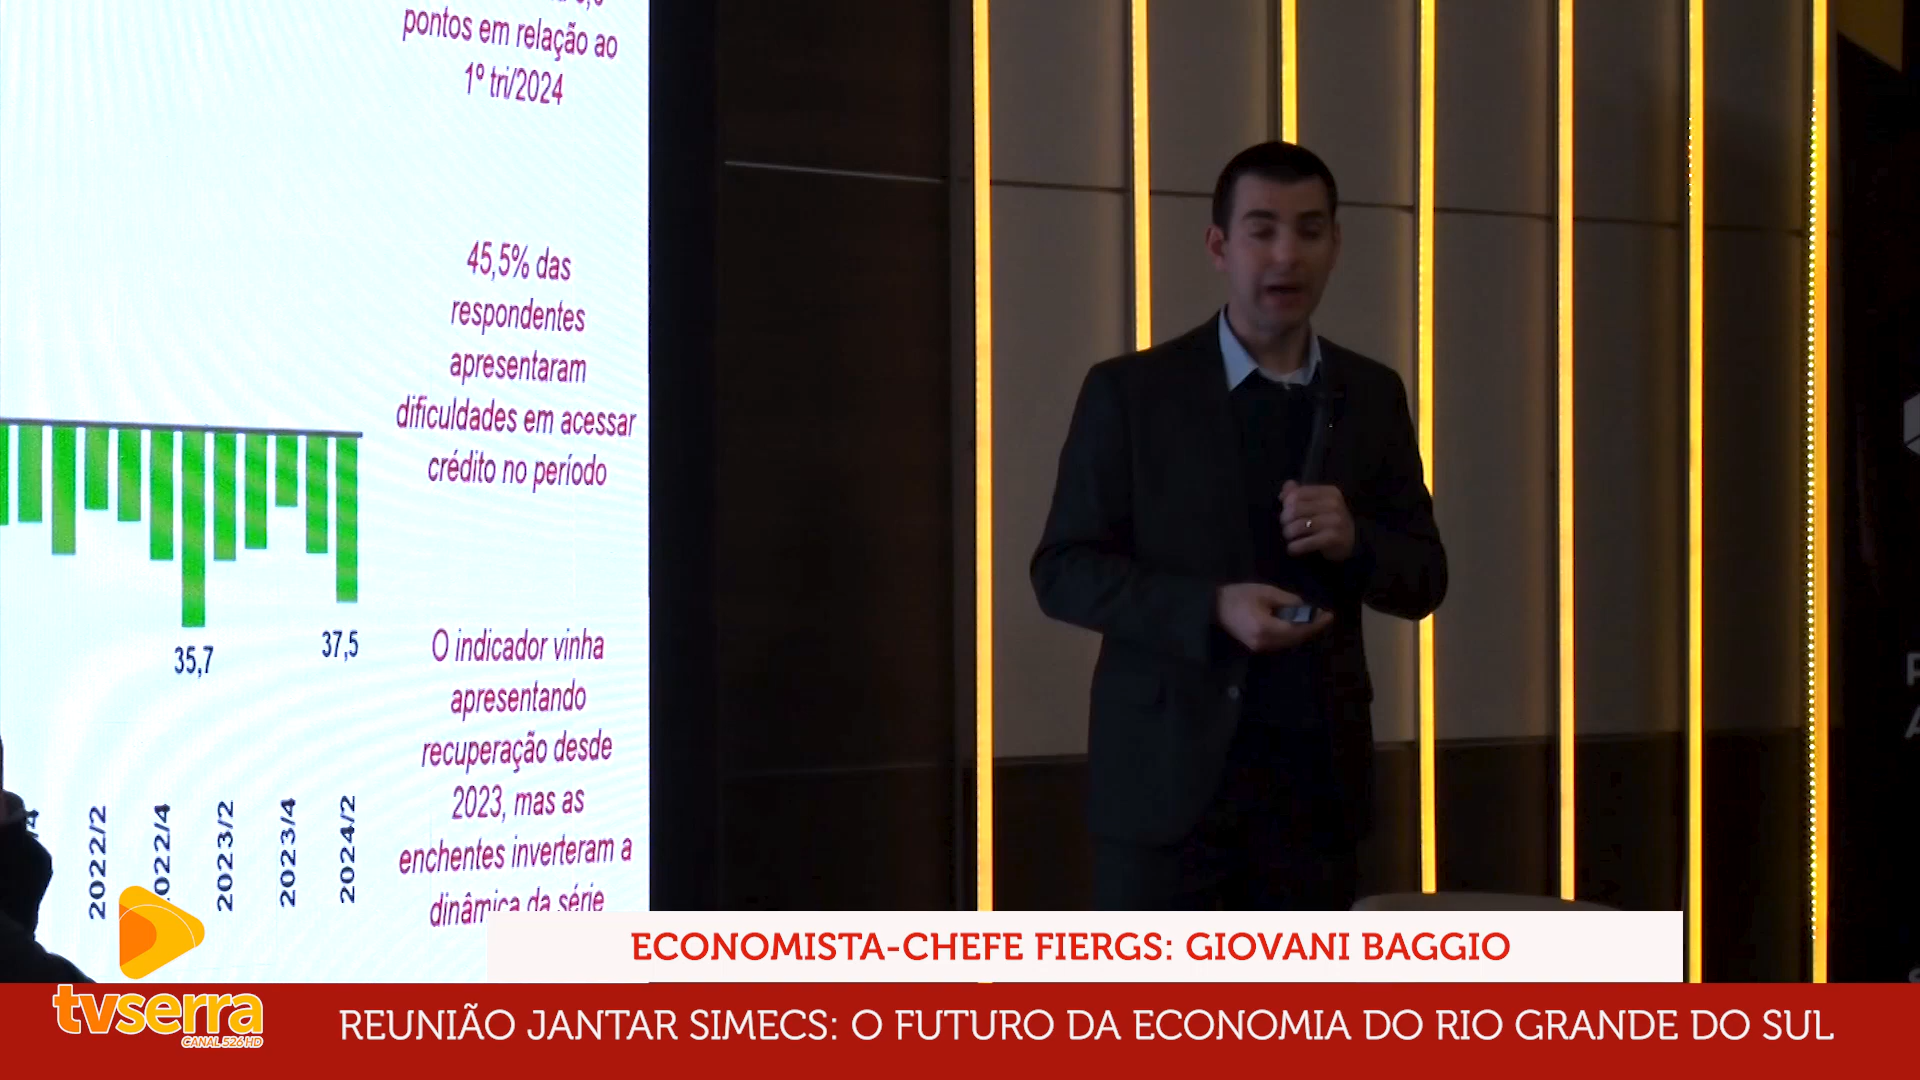 pontos em relação ao
1º tri/2024
45,5% das
respondentes
apresentaram
dificuldades em acessar
crédito no período
35,7
37,5
O indicador vinha
apresentando
recuperação desde
2023, mas as
enchentes inverteram a
dinâmica da série
2022/2
2022/4
2023/2
2023/4
2024/2
ECONOMISTA-CHEFE FIERGS: GIOVANI BAGGIO
tvserra
CANAL 526 HD
REUNIÃO JANTAR SIMECS: O FUTURO DA ECONOMIA DO RIO GRANDE DO SUL